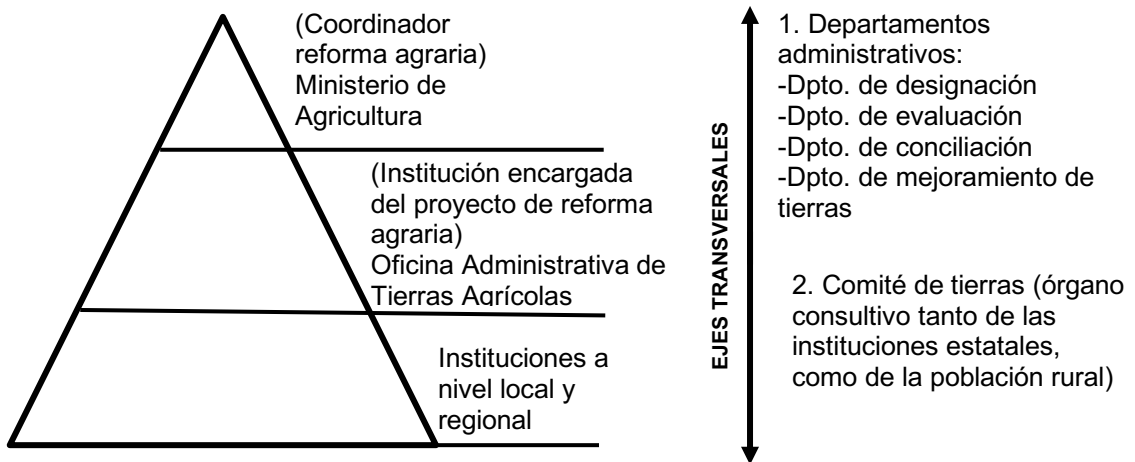 (Coordinador
reforma agraria)
Ministerio de
Agricultura
(Institución encargada
del proyecto de reforma
agraria)
Oficina Administrativa de
Tierras Agrícolas
Instituciones a
nivel local y
regional
EJES TRANSVERSALES
1. Departamentos
administrativos:
-Dpto. de designación
-Dpto. de evaluación
-Dpto. de conciliación
-Dpto. de mejoramiento de
tierras
2. Comité de tierras (órgano
consultivo tanto de las
instituciones estatales,
como de la población rural)